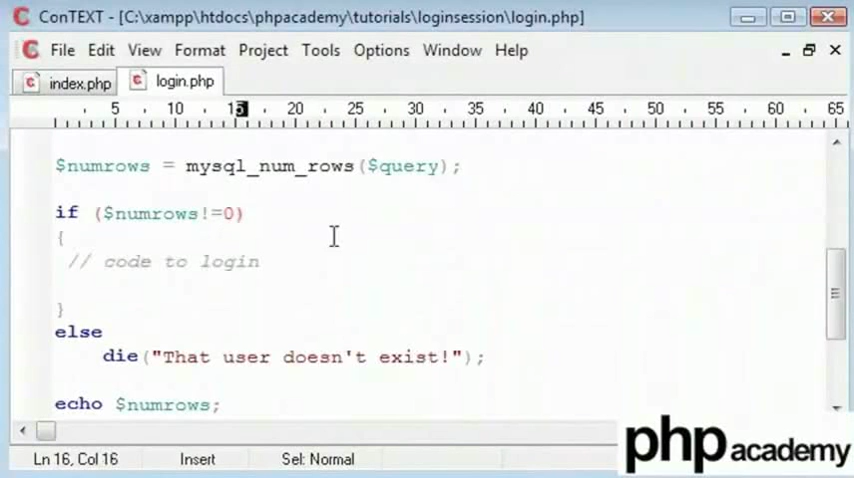 ConTEXT - [C:\xampp\htdocs\phpacademy\tutorials\loginsession\login.php]
File Edit View Format Project Tools Options Window Help
index.php login.php
5 10 15 20 25 30 35 40 45 50 55 60 65
$numrows = mysql_num_rows($query);
if ($numrows!=0)
{
// code to login
}
else
die("That user doesn't exist!");
echo $numrows;
Ln 16, Col 16 Insert Sel: Normal
php academy